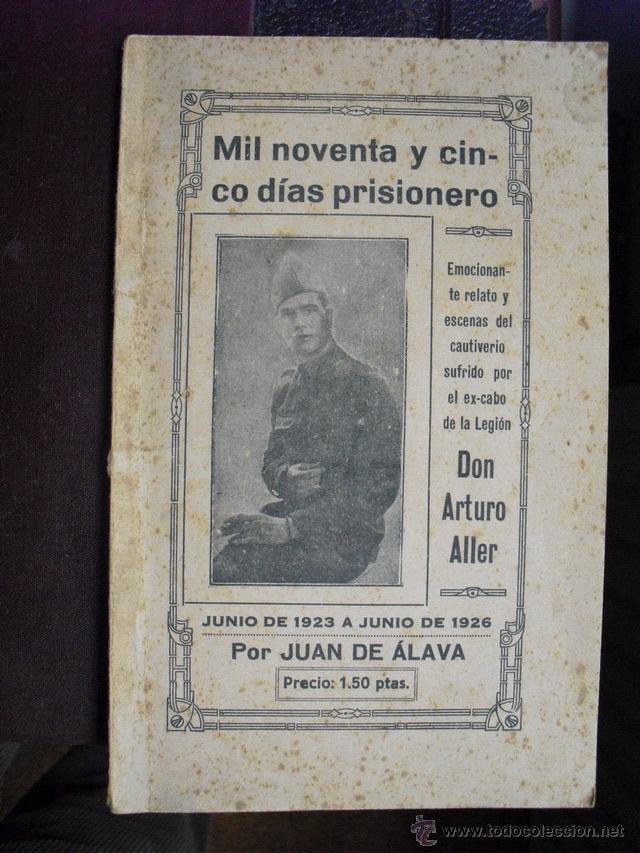 Mil noventa y cin-
co días prisionero
Emocionan-
te relato y
escenas del
cautiverio
sufrido por
el ex-cabo
de la Legión
Don
Arturo
Aller
JUNIO DE 1923 A JUNIO DE 1926
Por JUAN DE ÁLAVA
Precio: 1.50 ptas.
www.todocoleccion.net